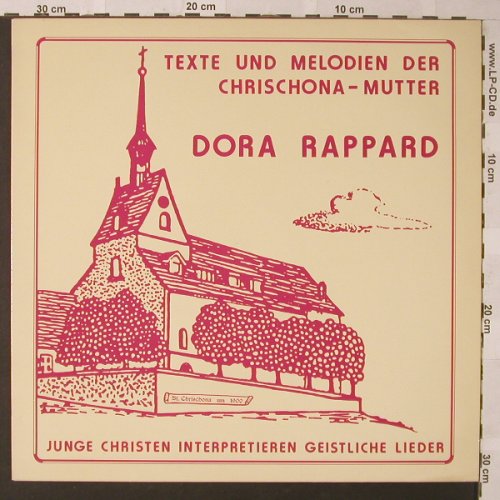 30 cm
20 cm
10 cm
www.LP-CD.de
TEXTE UND MELODIEN DER
CHRISCHONA-MUTTER
DORA RAPPARD
10 cm
20 cm
St. Chrischona um 1900
JUNGE CHRISTEN INTERPRETIEREN GEISTLICHE LIEDER
30 cm